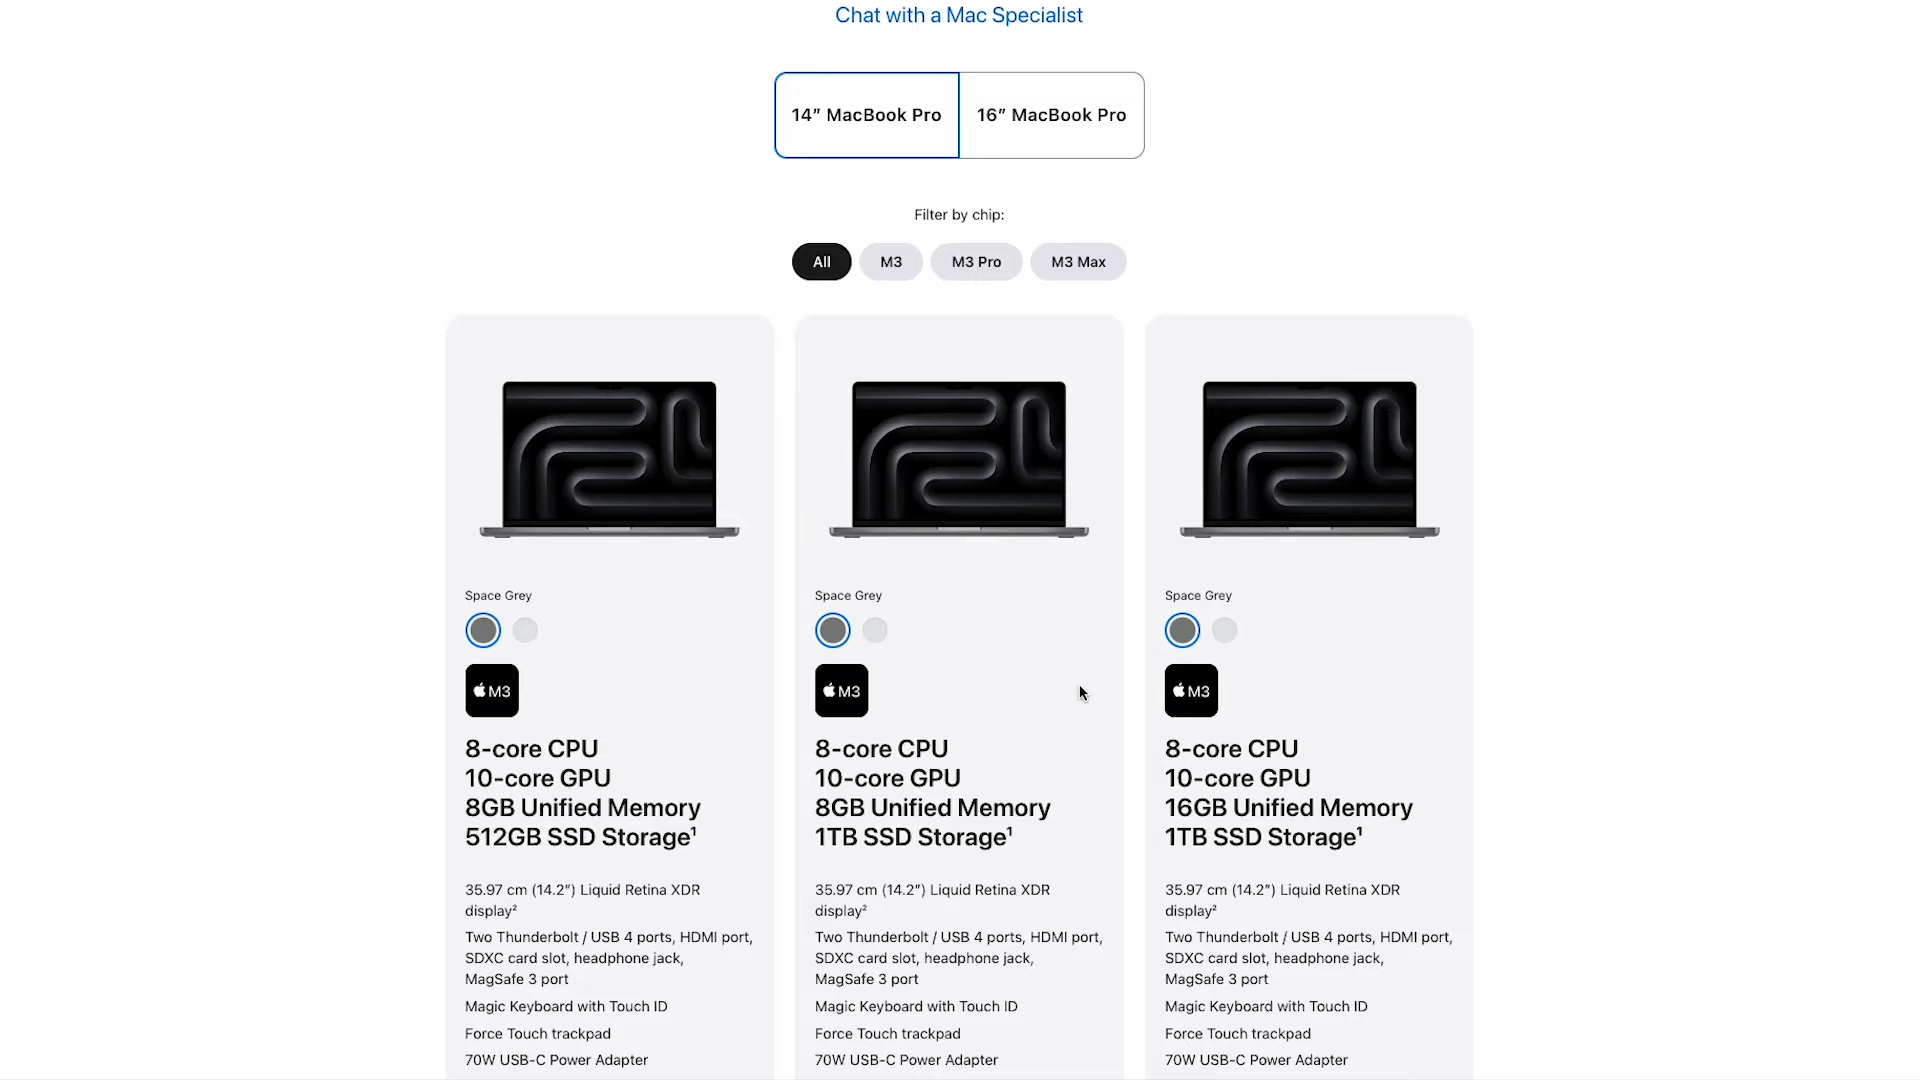 Chat with a Mac Specialist
14” MacBook Pro
16” MacBook Pro
Filter by chip:
All
M3
M3 Pro
M3 Max
Space Grey
M3
8-core CPU
10-core GPU
8GB Unified Memory
512GB SSD Storage¹
35.97 cm (14.2”) Liquid Retina XDR
display²
Two Thunderbolt / USB 4 ports, HDMI port,
SDXC card slot, headphone jack,
MagSafe 3 port
Magic Keyboard with Touch ID
Force Touch trackpad
70W USB-C Power Adapter
Space Grey
M3
8-core CPU
10-core GPU
8GB Unified Memory
1TB SSD Storage¹
35.97 cm (14.2”) Liquid Retina XDR
display²
Two Thunderbolt / USB 4 ports, HDMI port,
SDXC card slot, headphone jack,
MagSafe 3 port
Magic Keyboard with Touch ID
Force Touch trackpad
70W USB-C Power Adapter
Space Grey
M3
8-core CPU
10-core GPU
16GB Unified Memory
1TB SSD Storage¹
35.97 cm (14.2”) Liquid Retina XDR
display²
Two Thunderbolt / USB 4 ports, HDMI port,
SDXC card slot, headphone jack,
MagSafe 3 port
Magic Keyboard with Touch ID
Force Touch trackpad
70W USB-C Power Adapter